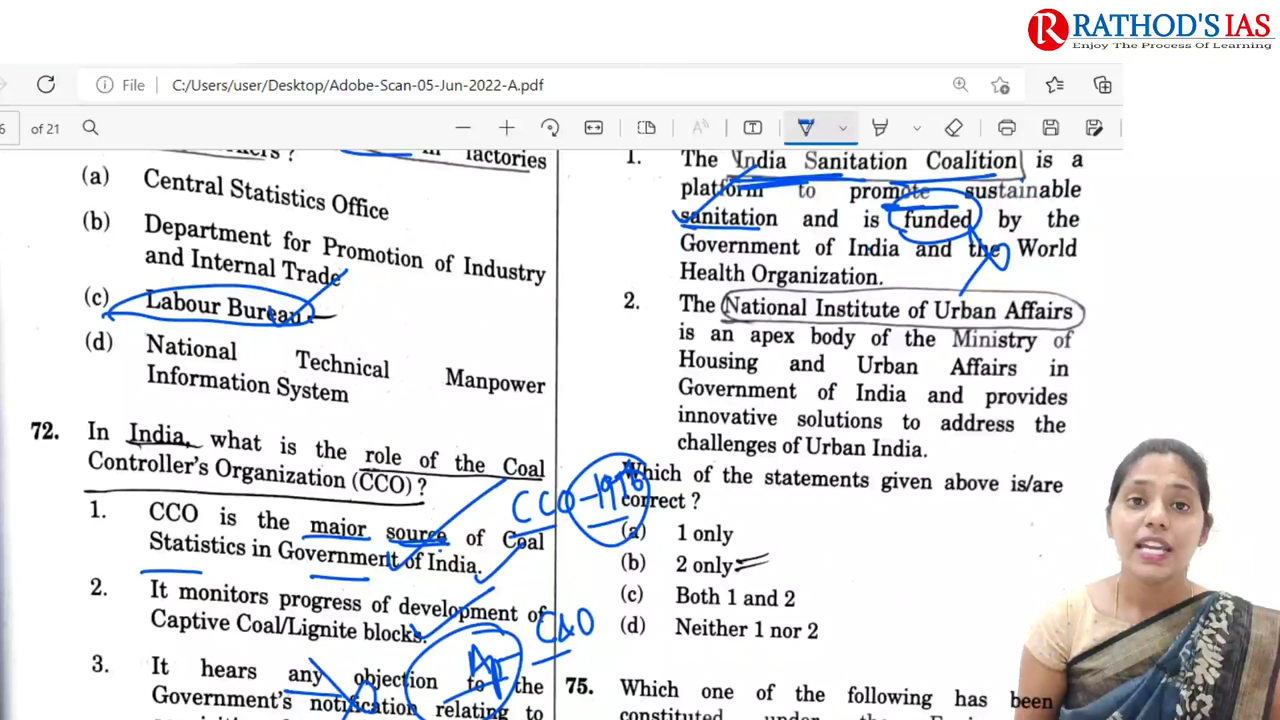 RATHOD'S IAS
Enjoy The Process Of Learning
File C:/Users/user/Desktop/Adobe-Scan-05-Jun-2022-A.pdf
6 of 21
in factories
(a) Central Statistics Office
(b) Department for Promotion of Industry
and Internal Trade
(c) Labour Bureau
(d) National Technical Manpower
Information System
72. In India, what is the role of the Coal
Controller's Organization (CCO) ?
1. CCO is the major source of Coal
Statistics in Government of India.
2. It monitors progress of development of
Captive Coal/Lignite blocks.
3. It hears any objection to the
Government's notification relating to
CCO
1. The India Sanitation Coalition is a
platform to promote sustainable
sanitation and is funded by the
Government of India and the World
Health Organization.
2. The National Institute of Urban Affairs
is an apex body of the Ministry of
Housing and Urban Affairs in
Government of India and provides
innovative solutions to address the
challenges of Urban India.
Which of the statements given above is/are
correct ?
(a) 1 only
(b) 2 only
(c) Both 1 and 2
(d) Neither 1 nor 2
75. Which one of the following has been
constituted under the